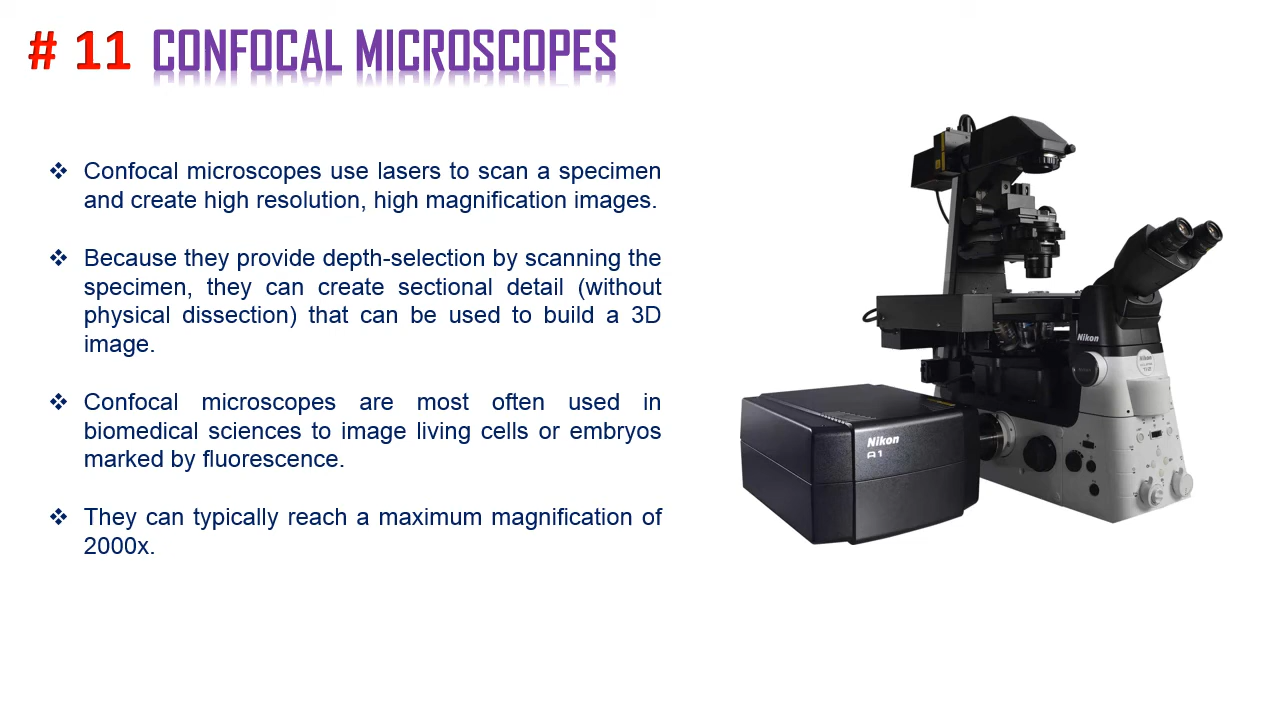 # 11 CONFOCAL MICROSCOPES
❖ Confocal microscopes use lasers to scan a specimen
and create high resolution, high magnification images.
❖ Because they provide depth-selection by scanning the
specimen, they can create sectional detail (without
physical dissection) that can be used to build a 3D
image.
❖ Confocal microscopes are most often used in
biomedical sciences to image living cells or embryos
marked by fluorescence.
❖ They can typically reach a maximum magnification of
2000x.
Nikon
Nikon
Nikon
A1